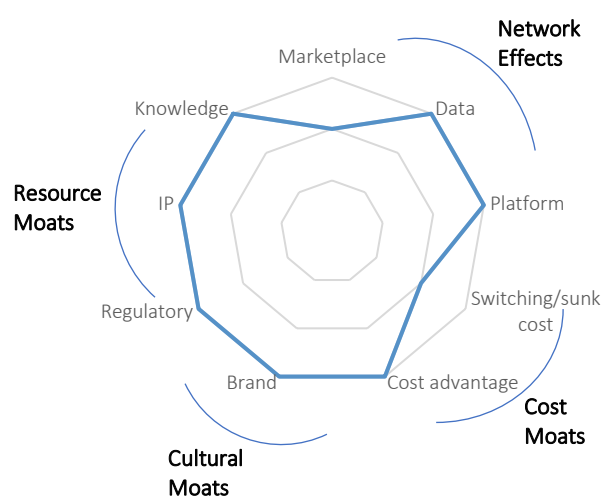 Network
Effects
Marketplace
Knowledge
Data
Resource
Moats
IP
Platform
Regulatory
Switching/sunk
cost
Brand
Cost advantage
Cost
Moats
Cultural
Moats